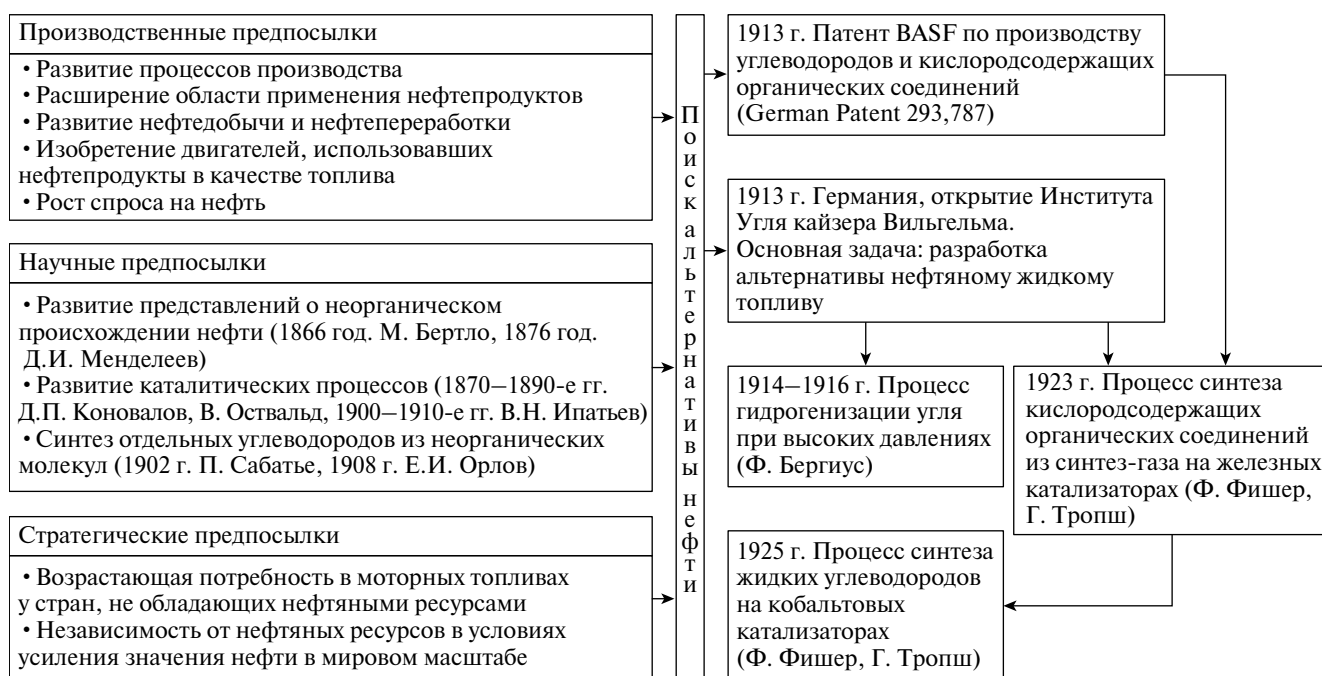 Производственные предпосылки
• Развитие процессов производства
• Расширение области применения нефтепродуктов
• Развитие нефтедобычи и нефтепереработки
• Изобретение двигателей, использовавших
нефтепродукты в качестве топлива
• Рост спроса на нефть
Научные предпосылки
• Развитие представлений о неорганическом
происхождении нефти (1866 год. М. Бертло, 1876 год.
Д.И. Менделеев)
• Развитие каталитических процессов (1870–1890-е гг.
Д.П. Коновалов, В. Оствальд, 1900–1910-е гг. В.Н. Ипатьев)
• Синтез отдельных углеводородов из неорганических
молекул (1902 г. П. Сабатье, 1908 г. Е.И. Орлов)
Стратегические предпосылки
• Возрастающая потребность в моторных топливах
у стран, не обладающих нефтяными ресурсами
• Независимость от нефтяных ресурсов в условиях
усиления значения нефти в мировом масштабе
Поиск альтернативы нефти
1913 г. Патент BASF по производству
углеводородов и кислородсодержащих
органических соединений
(German Patent 293,787)
1913 г. Германия, открытие Института
Угля кайзера Вильгельма.
Основная задача: разработка
альтернативы нефтяному жидкому
топливу
1914–1916 г. Процесс
гидрогенизации угля
при высоких давлениях
(Ф. Бергиус)
1923 г. Процесс синтеза
кислородсодержащих
органических соединений
из синтез-газа на железных
катализаторах (Ф. Фишер,
Г. Тропш)
1925 г. Процесс синтеза
жидких углеводородов
на кобальтовых
катализаторах
(Ф. Фишер, Г. Тропш)